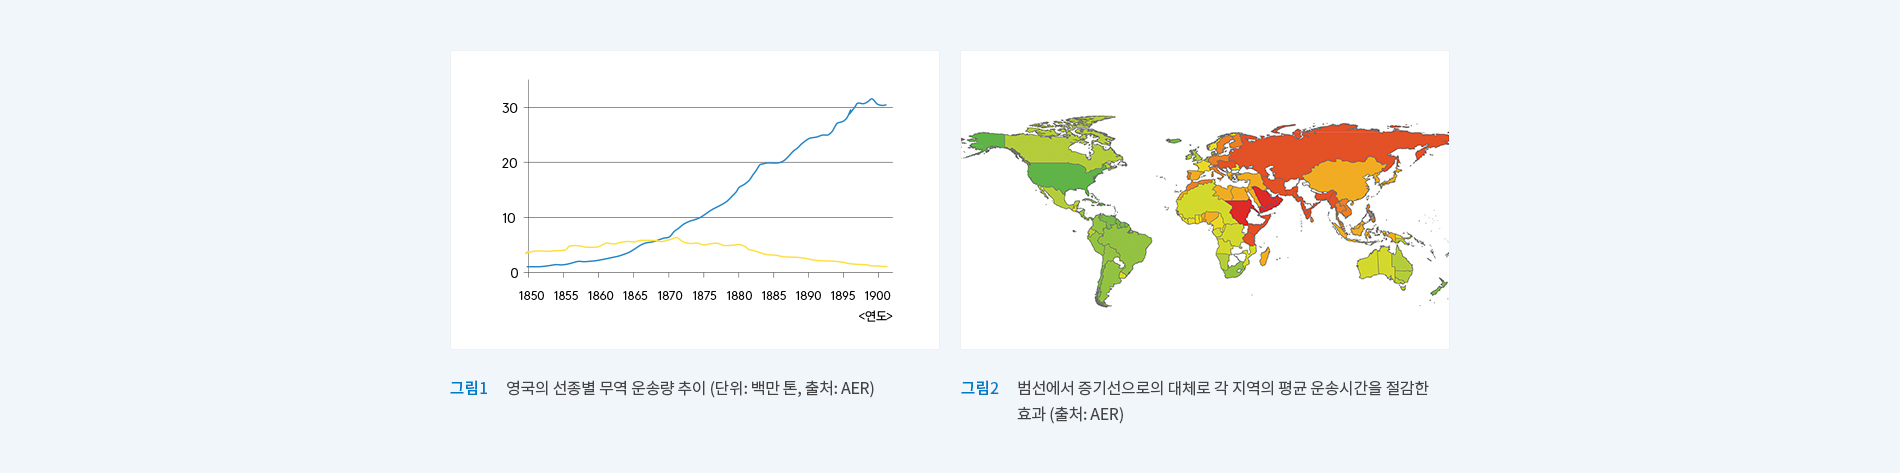 30
20
10
0
1850 1855 1860 1865 1870 1875 1880 1885 1890 1895 1900
<연도>
그림1 영국의 선종별 무역 운송량 추이 (단위: 백만 톤, 출처: AER)
그림2 범선에서 증기선으로의 대체로 각 지역의 평균 운송시간을 절감한
효과 (출처: AER)